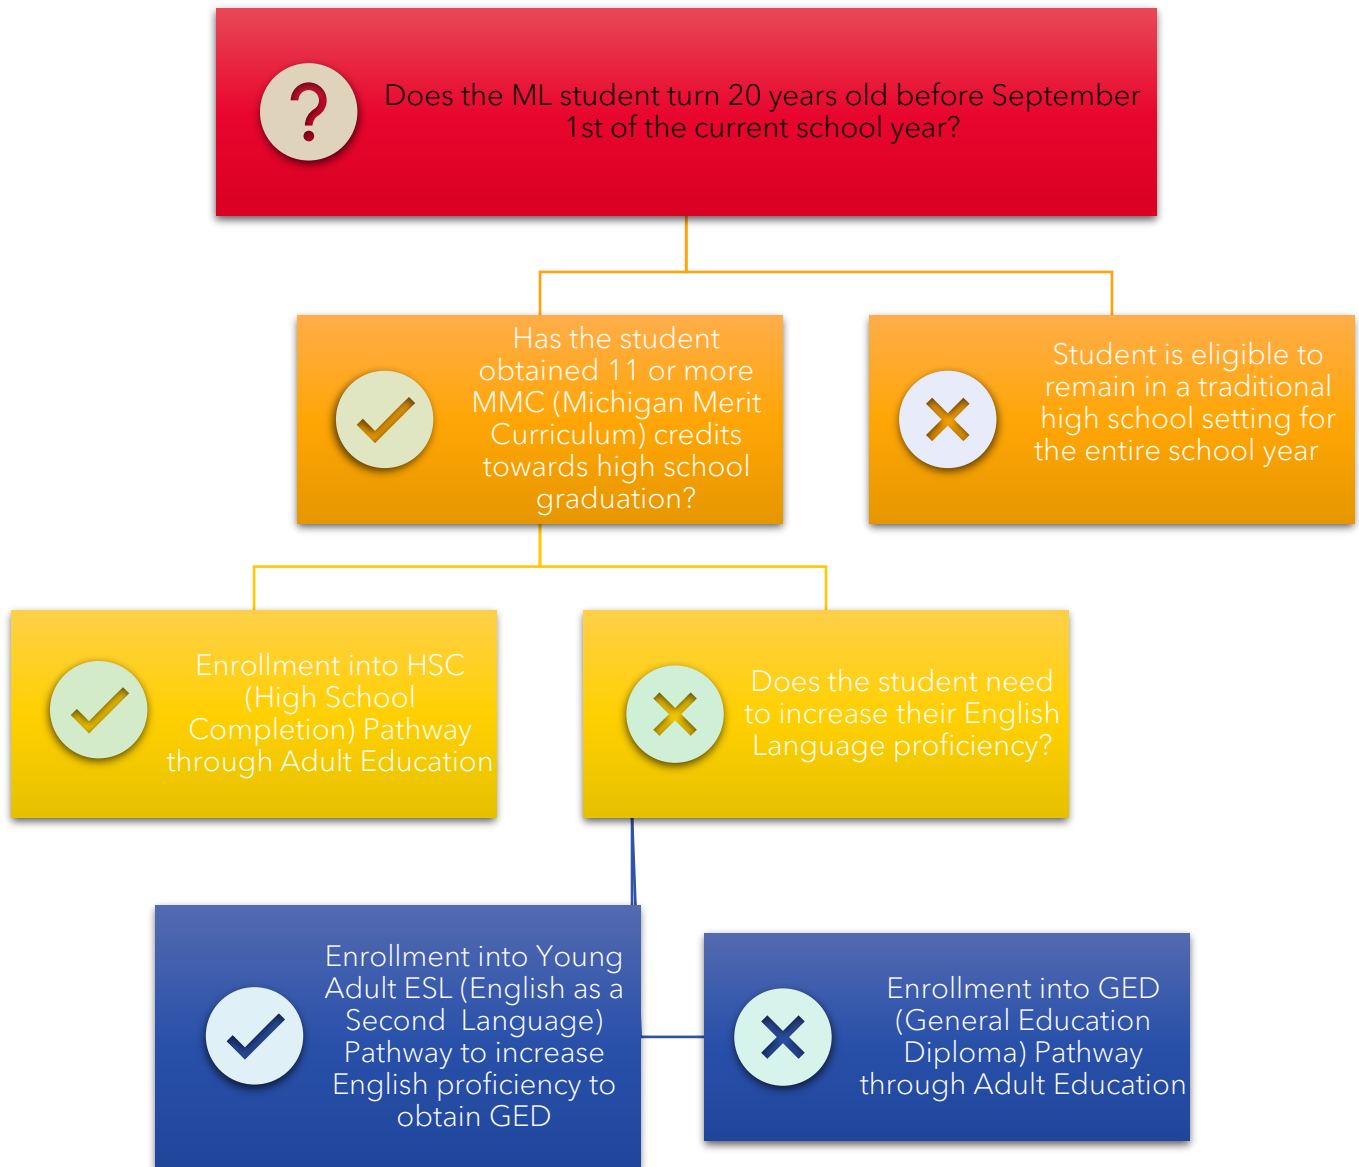 Does the ML student turn 20 years old before September
1st of the current school year?
Has the student
obtained 11 or more
MMC (Michigan Merit
Curriculum) credits
towards high school
graduation?
Student is eligible to
remain in a traditional
high school setting for
the entire school year
Enrollment into HSC
(High School
Completion) Pathway
through Adult Education
Does the student need
to increase their English
Language proficiency?
Enrollment into Young
Adult ESL (English as a
Second Language)
Pathway to increase
English proficiency to
obtain GED
Enrollment into GED
(General Education
Diploma) Pathway
through Adult Education